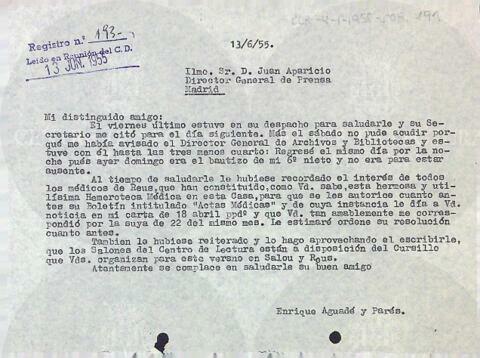 Registro n.º 193-
Leído en Reunión del C. D.
13 JUN. 1955
13/6/55.
Ilmo. Sr. D. Juan Aparicio
Director General de Prensa
Madrid
Mi distinguido amigo:
El viernes último estuve en su despacho para saludarle y su Se-
cretario me citó para el día siguiente. Más el sábado no pude acudir por-
qué me había avisado el Director General de Archivos y Bibliotecas y es-
tuve con él hasta las tres menos cuarto: Regresé el mismo día por la no-
che pués ayer domingo era el bautizo de mi 6º nieto y no era para estar
ausente.
Al tiempo de saludarle le hubiese recordado el interés de todos
los médicos de Reus, que han constituído, como Vd. sabe, esta hermosa y uti-
lísima Hemeroteca Médica en esta Casa, para que se les autorice cuanto an-
tes su Boletín intitulado "Actas Médicas" y de cuya instancia le día a Vd.
noticia en mi carta de 18 abril ppdº y que Vd. tan amablemente me corres-
pondió por la suya de 22 del mismo mes. Le estimaré ordene su resolución
cuanto antes.
Tambien le hubiese reiterado y lo hago aprovechando el escribirle,
que los Salones del Centro de Lectura están a disposición del Cursillo
que Vds. organizan para este verano en Salou y Reus.
Atentamente se complace en saludarle su buen amigo
Enrique Aguadé y Parés.